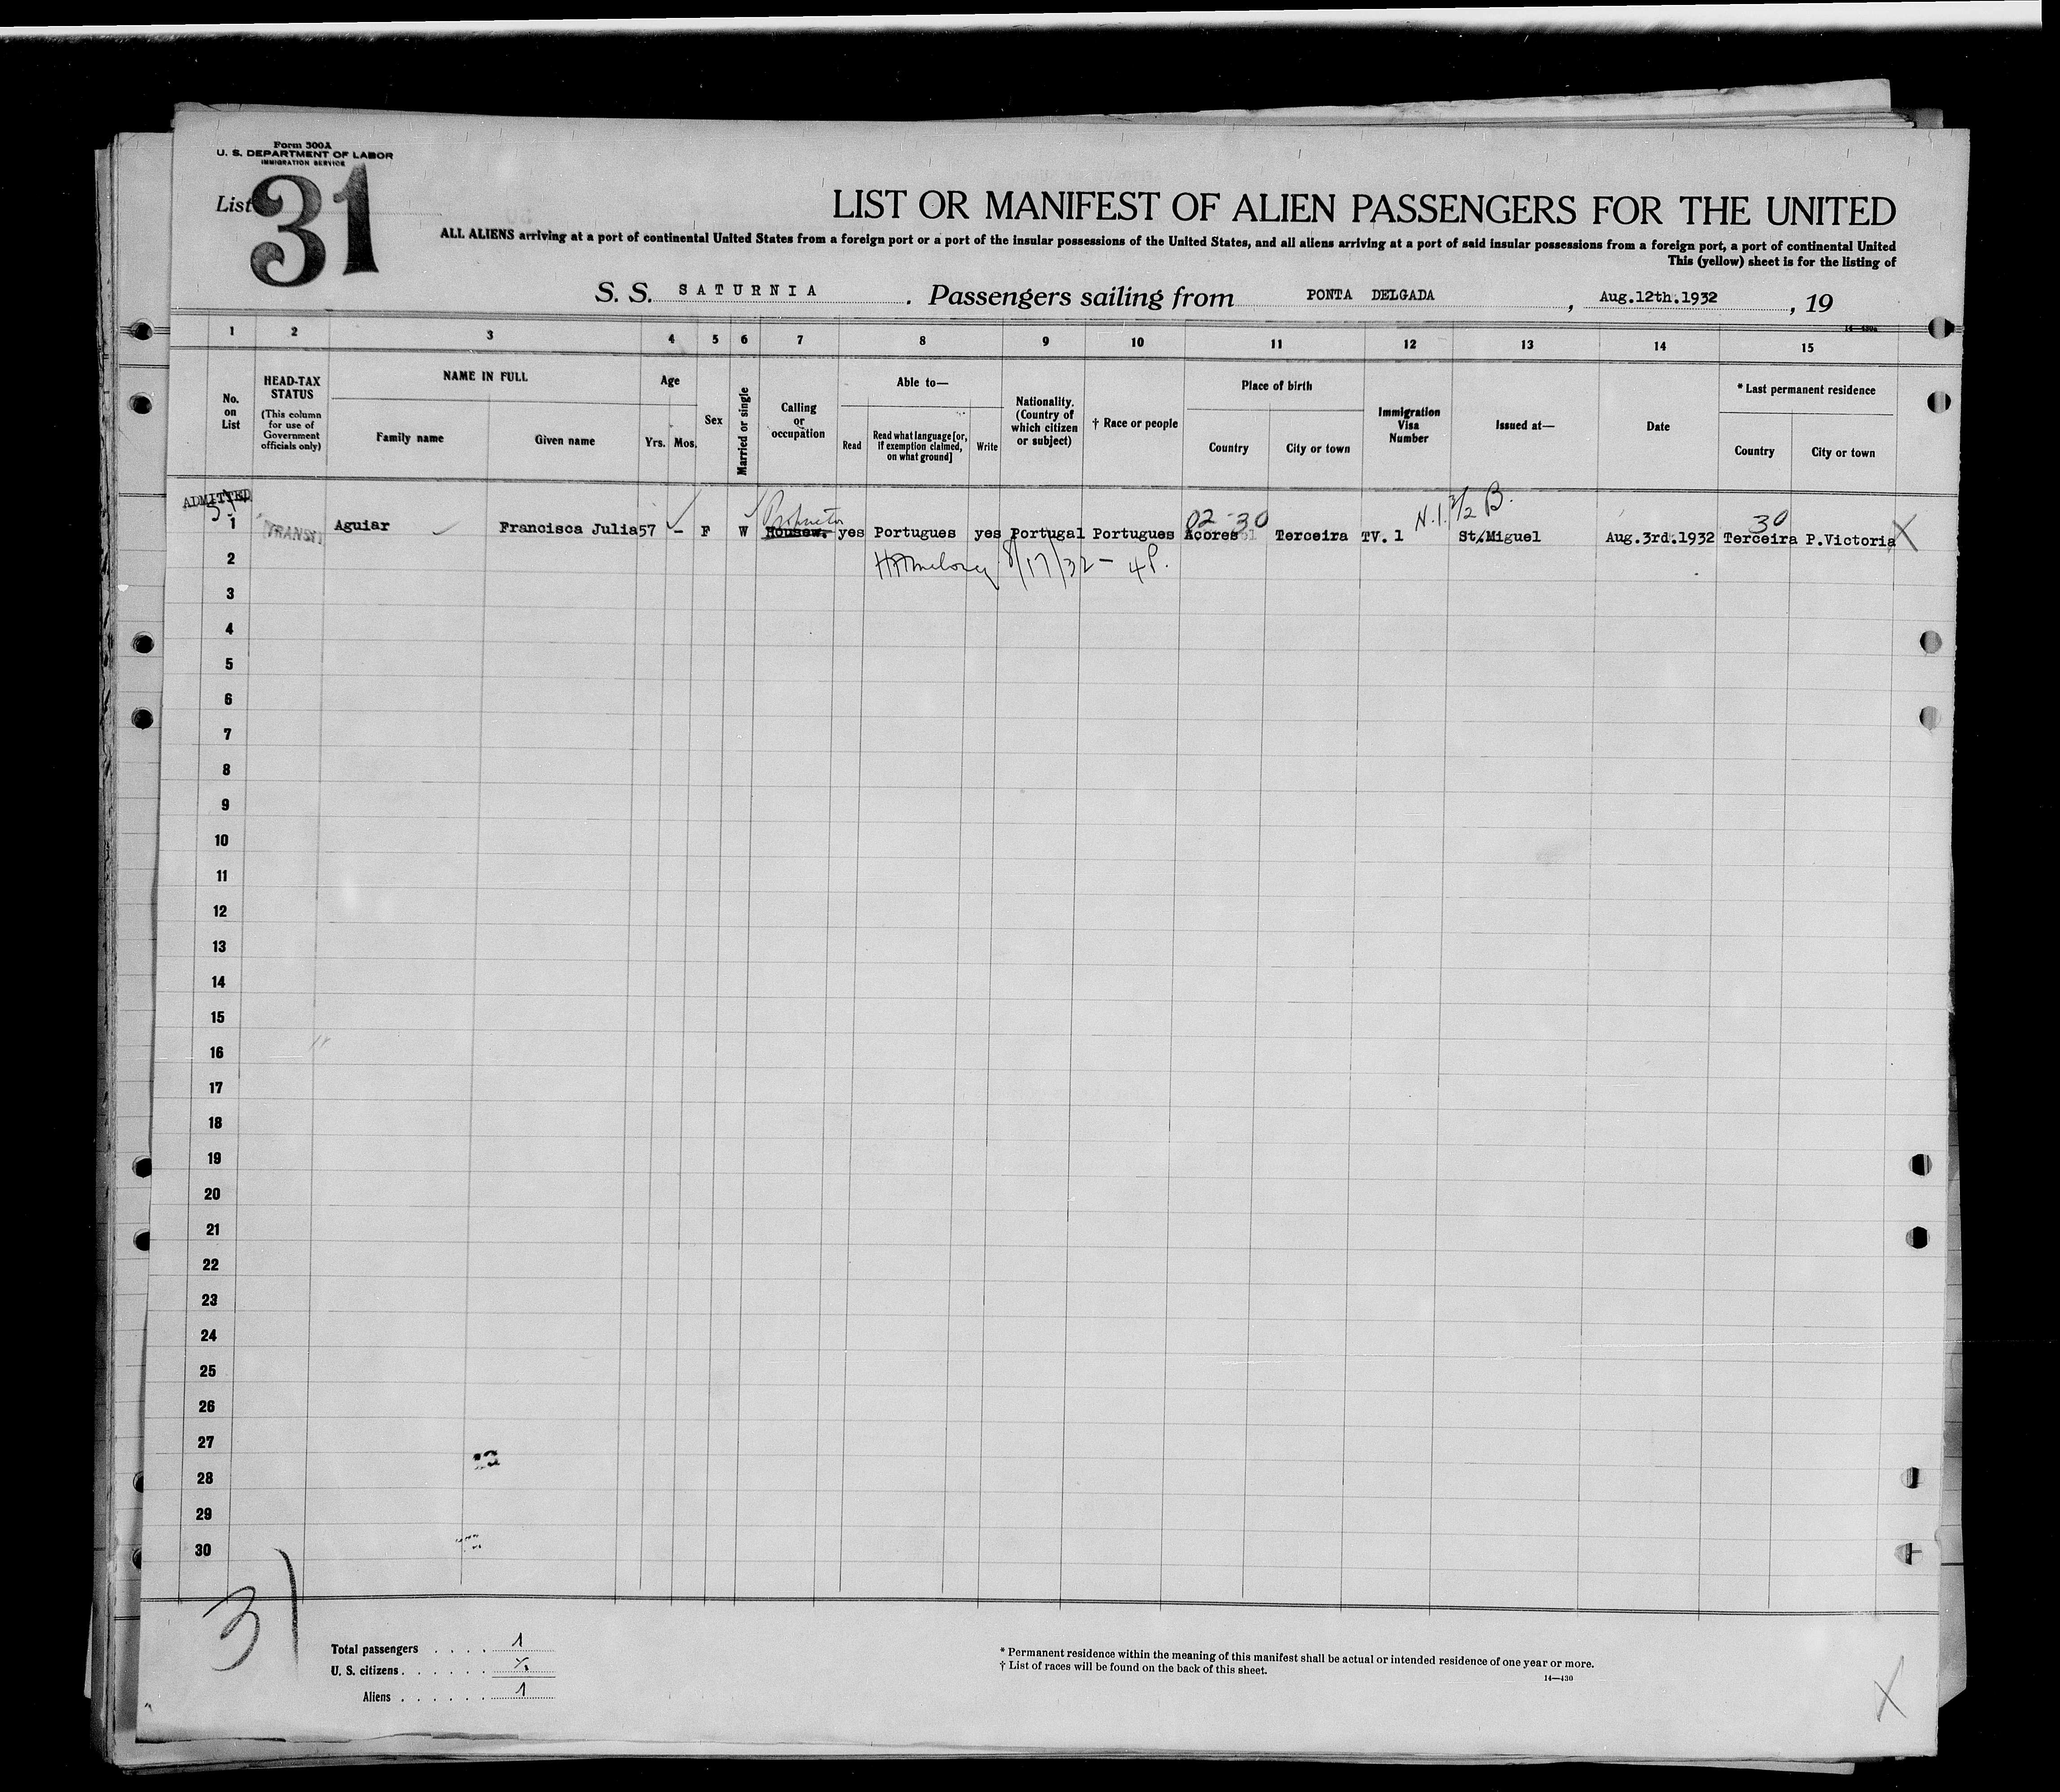 Form 500A
U. S. DEPARTMENT OF LABOR
IMMIGRATION SERVICE
List 31
LIST OR MANIFEST OF ALIEN PASSENGERS FOR THE UNITED
ALL ALIENS arriving at a port of continental United States from a foreign port or a port of the insular possessions of the United States, and all aliens arriving at a port of said insular possessions from a foreign port, a port of continental United
This (yellow) sheet is for the listing of
S. S. SATURNIA . Passengers sailing from PONTA DELGADA , Aug.12th.1932 , 19
14—430a
1 2 3 4 5 6 7 8 9 10 11 12 13 14 15
No. on List
HEAD-TAX STATUS
(This column for use of Government officials only)
NAME IN FULL
Family name Given name
Age
Yrs. Mos.
Sex
Married or single
Calling or occupation
Able to—
Read
Read what language [or, if exemption claimed, on what ground]
Write
Nationality. (Country of which citizen or subject)
† Race or people
Place of birth
Country City or town
Immigration Visa Number
Issued at—
Date
* Last permanent residence
Country City or town
ADMITTED
Proprietor 02 30 N.I. 3/2 B. 30
1 TRANSIT Aguiar Francisca Julia 57 - F W Housew. yes Portugues yes Portugal Portugues Açores Terceira TV. 1 St.Miguel Aug.3rd.1932 Terceira P.Victoria X
2 8/17/32 - 4P.
3
4
5
6
7
8
9
10
11
12
13
14
15
16
17
18
19
20
21
22
23
24
25
26
27
28
29
30
31
Total passengers . . . . 1
U. S. citizens . . . . . .
Aliens . . . . . . 1
* Permanent residence within the meaning of this manifest shall be actual or intended residence of one year or more.
† List of races will be found on the back of this sheet.
14—430
X